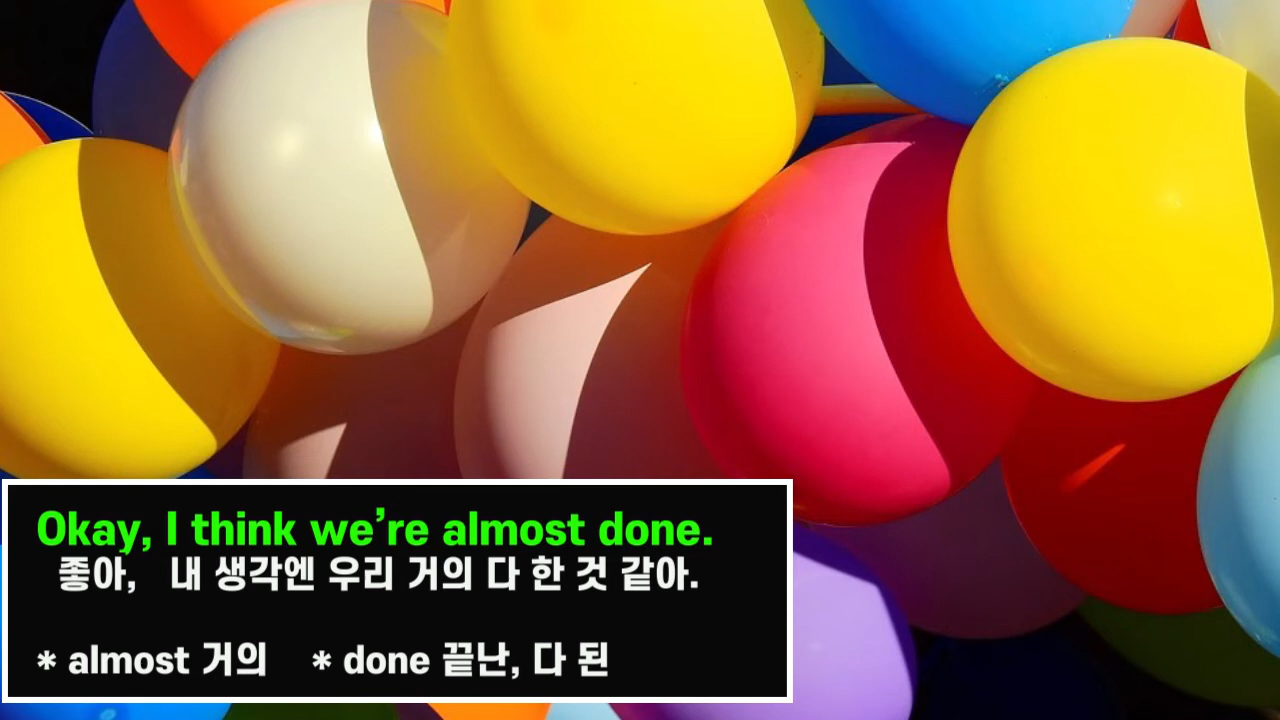 Okay, I think we’re almost done.
좋아, 내 생각엔 우리 거의 다 한 것 같아.
* almost 거의 * done 끝난, 다 된